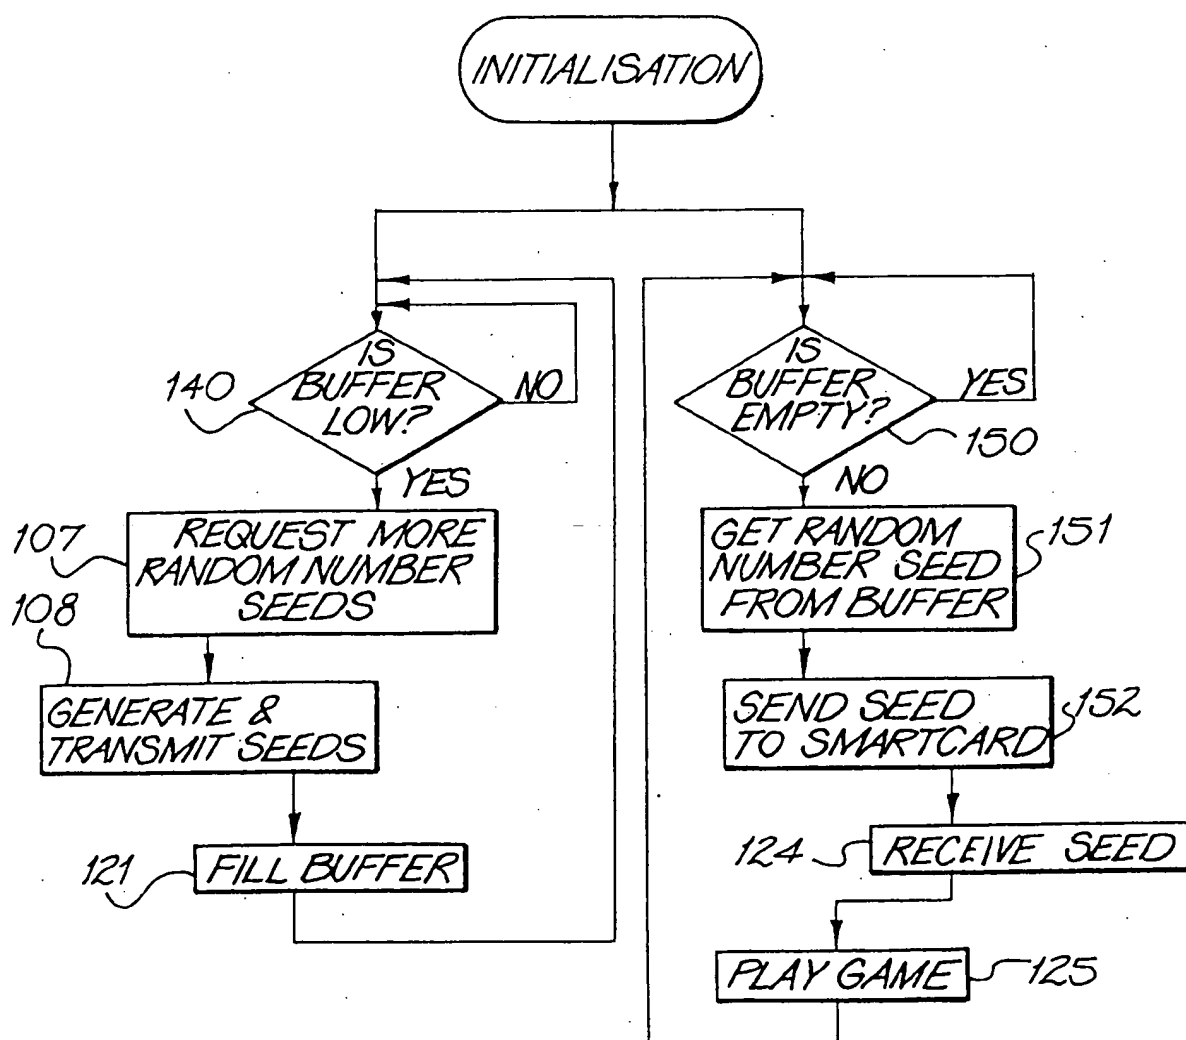 INITIALISATION
IS
BUFFER
LOW?
140
NO
YES
REQUEST MORE
RANDOM NUMBER
SEEDS
107
108
GENERATE &
TRANSMIT SEEDS
121
FILL BUFFER
IS
BUFFER
EMPTY?
YES
150
NO
GET RANDOM
NUMBER SEED
FROM BUFFER
151
SEND SEED
TO SMARTCARD
152
124
RECEIVE SEED
PLAY GAME
125